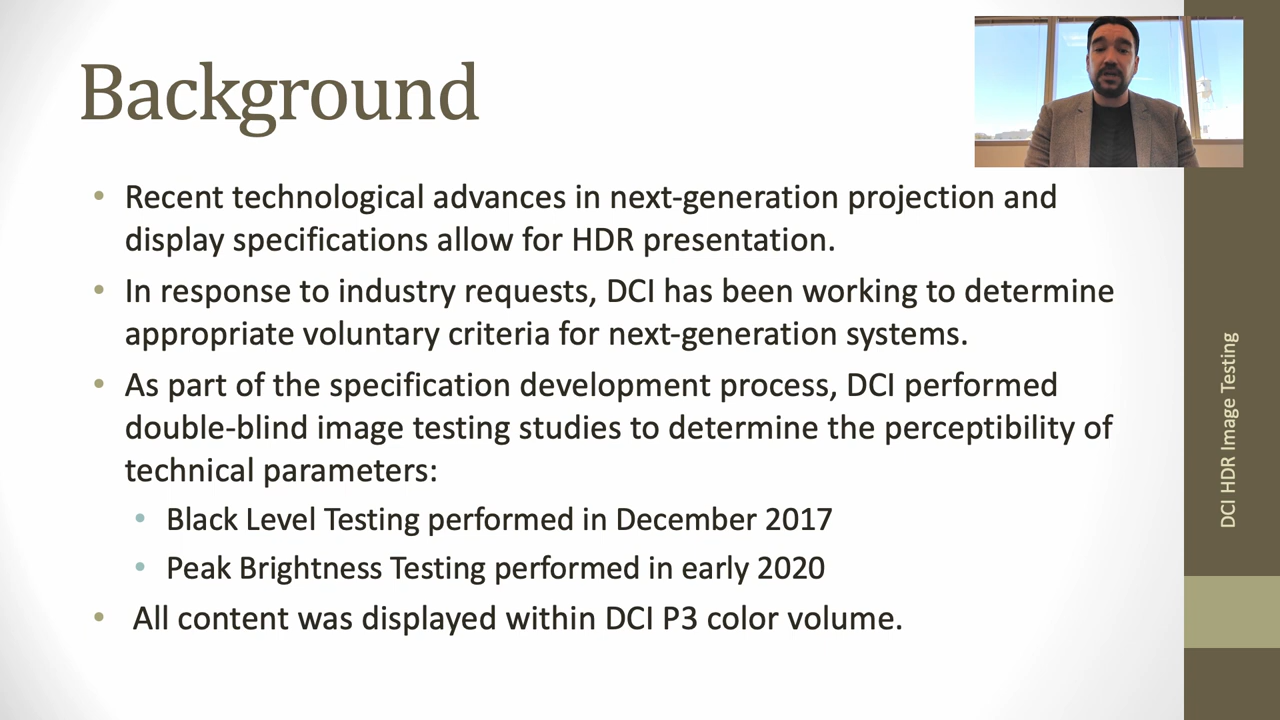 Background
• Recent technological advances in next-generation projection and
display specifications allow for HDR presentation.
• In response to industry requests, DCI has been working to determine
appropriate voluntary criteria for next-generation systems.
• As part of the specification development process, DCI performed
double-blind image testing studies to determine the perceptibility of
technical parameters:
• Black Level Testing performed in December 2017
• Peak Brightness Testing performed in early 2020
• All content was displayed within DCI P3 color volume.
DCI HDR Image Testing